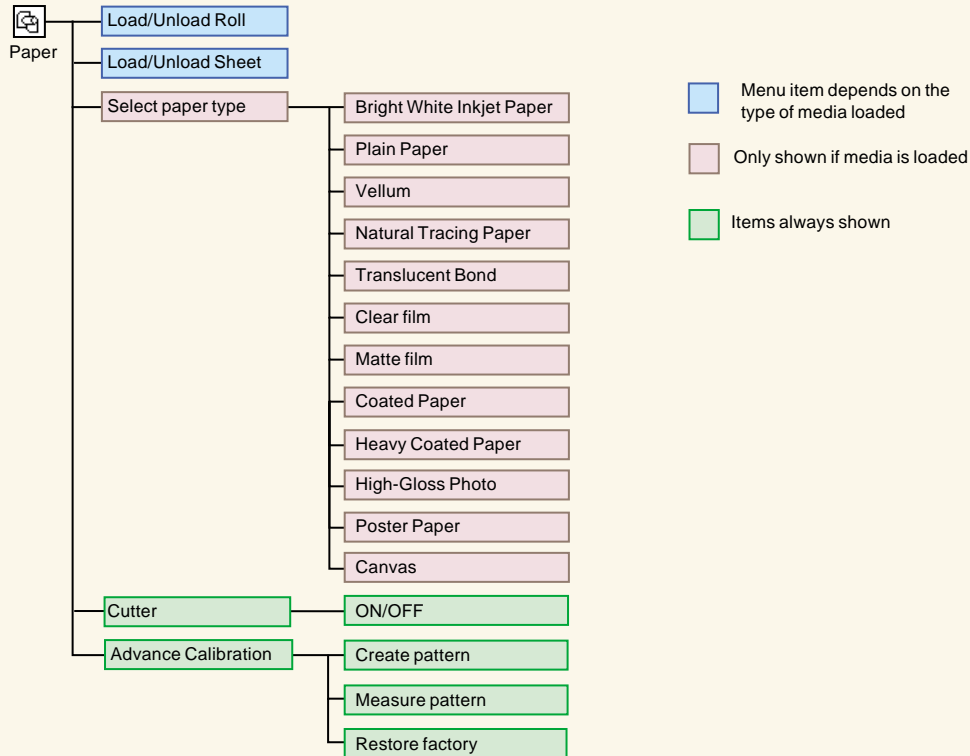 Paper
Load/Unload Roll
Load/Unload Sheet
Select paper type
Bright White Inkjet Paper
Plain Paper
Vellum
Natural Tracing Paper
Translucent Bond
Clear film
Matte film
Coated Paper
Heavy Coated Paper
High-Gloss Photo
Poster Paper
Canvas
Cutter
ON/OFF
Advance Calibration
Create pattern
Measure pattern
Restore factory
Menu item depends on the
type of media loaded
Only shown if media is loaded
Items always shown